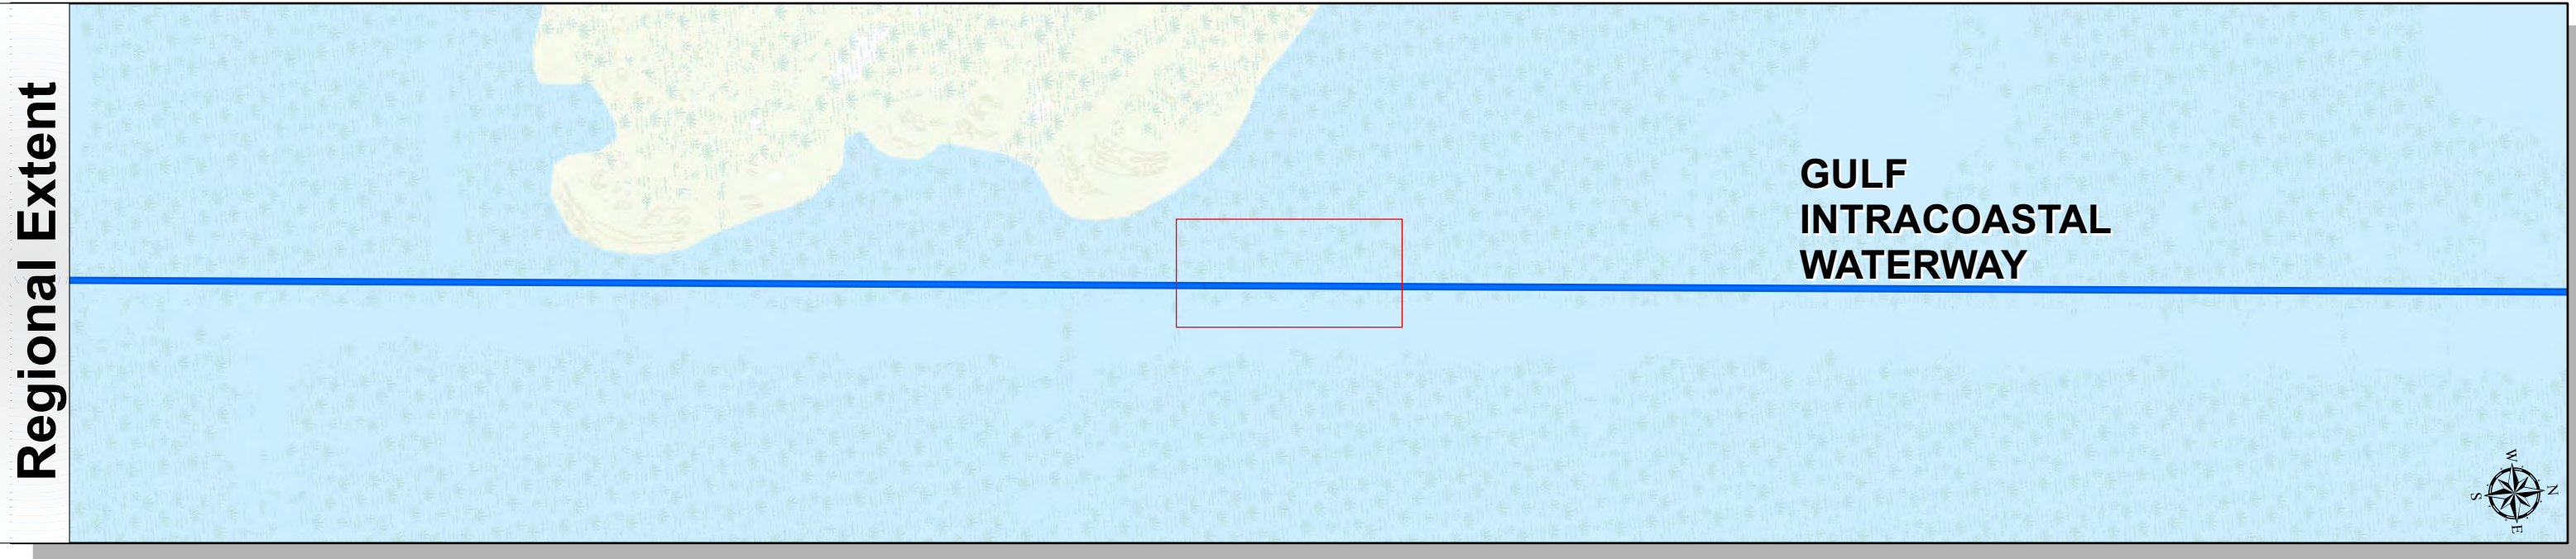 Regional Extent
GULF
INTRACOASTAL
WATERWAY
W
S
N
E